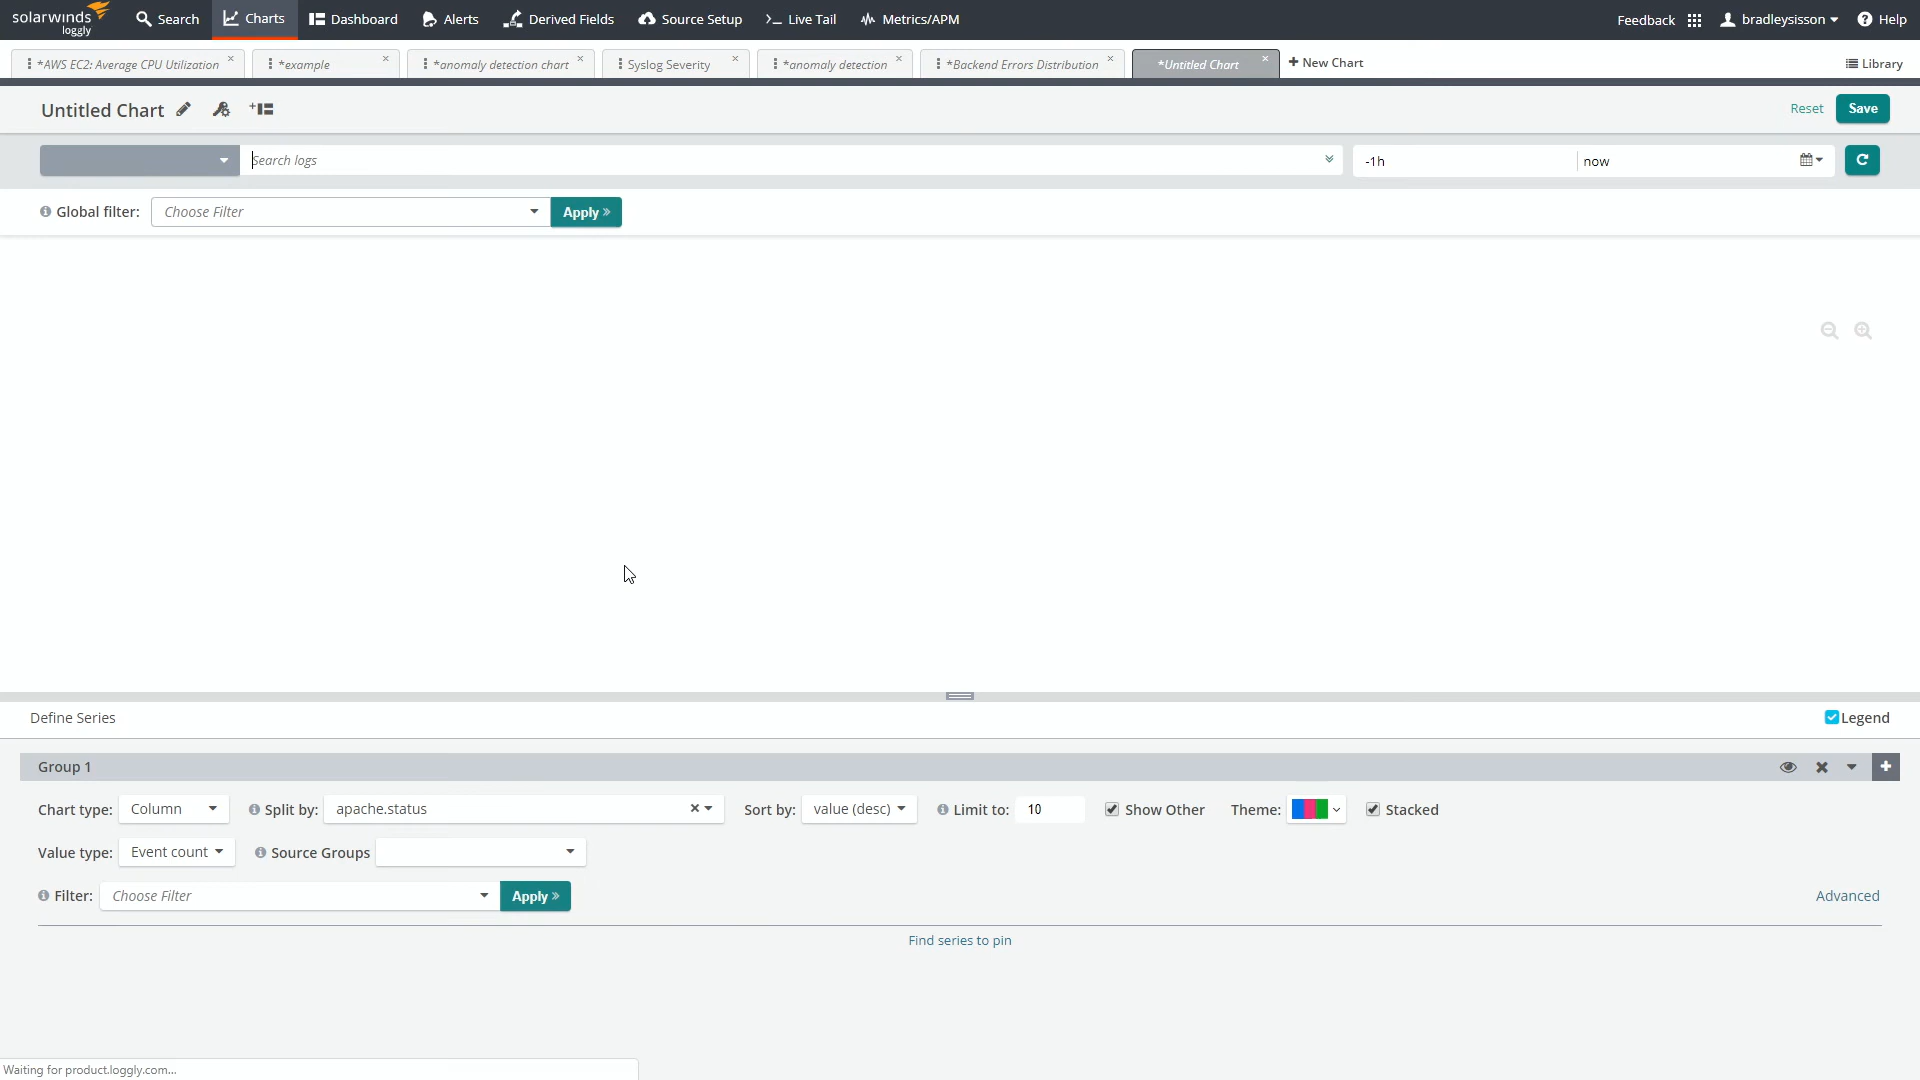 solarwinds loggly Search Charts Dashboard Alerts Derived Fields Source Setup Live Tail Metrics/APM Feedback bradleysisson Help
*AWS EC2: Average CPU Utilization × *example × *anomaly detection chart × Syslog Severity × *anomaly detection × *Backend Errors Distribution × *Untitled Chart × + New Chart Library
Untitled Chart Reset Save
Search logs -1h now
Global filter: Choose Filter Apply »
Define Series Legend
Group 1
Chart type: Column Split by: apache.status × Sort by: value (desc) Limit to: 10 Show Other Theme: Stacked
Value type: Event count Source Groups
Filter: Choose Filter Apply » Advanced
Find series to pin
Waiting for product.loggly.com...